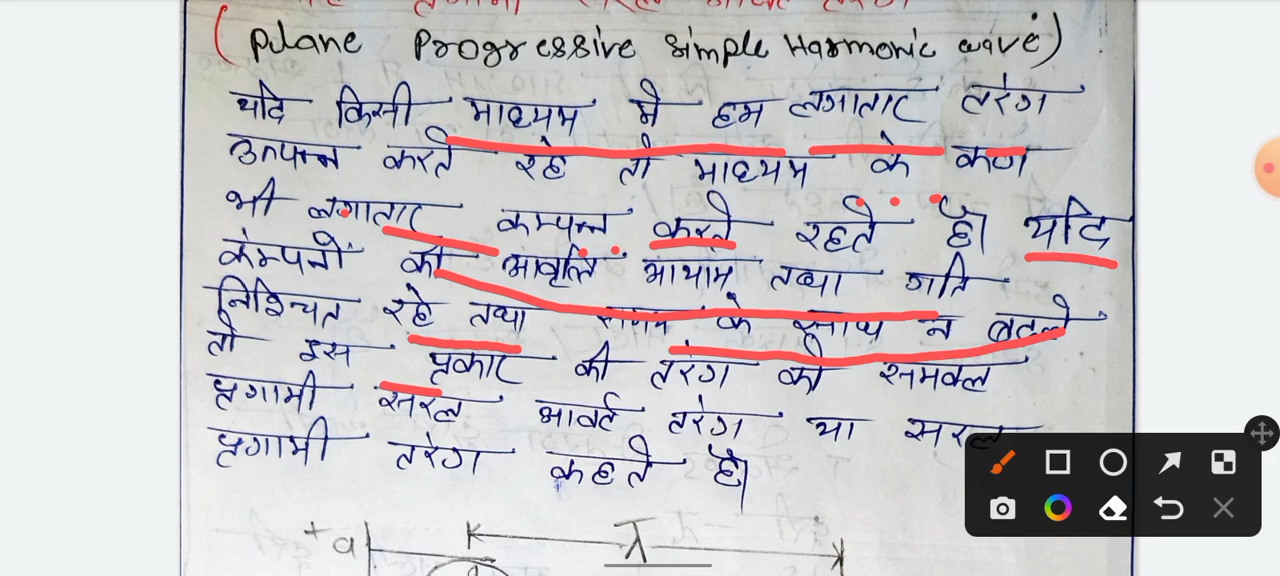 (Pulane Progressive simple Harmonic wave)
यदि किसी माध्यम मे हम लगातार तरंग
उत्पन्न करते रहे तो माध्यम के कण
भी लगातार कम्पन्न करते रहते है। यदि
कम्पनों की आवृत्ति आयाम तथा गति
निश्चित रहे तथा समय के साथ न बदले
तो इस प्रकार की तरंग को समतल
प्रगामी सरल आवर्त तरंग या सरल
प्रगामी तरंग कहते है।
+a λ